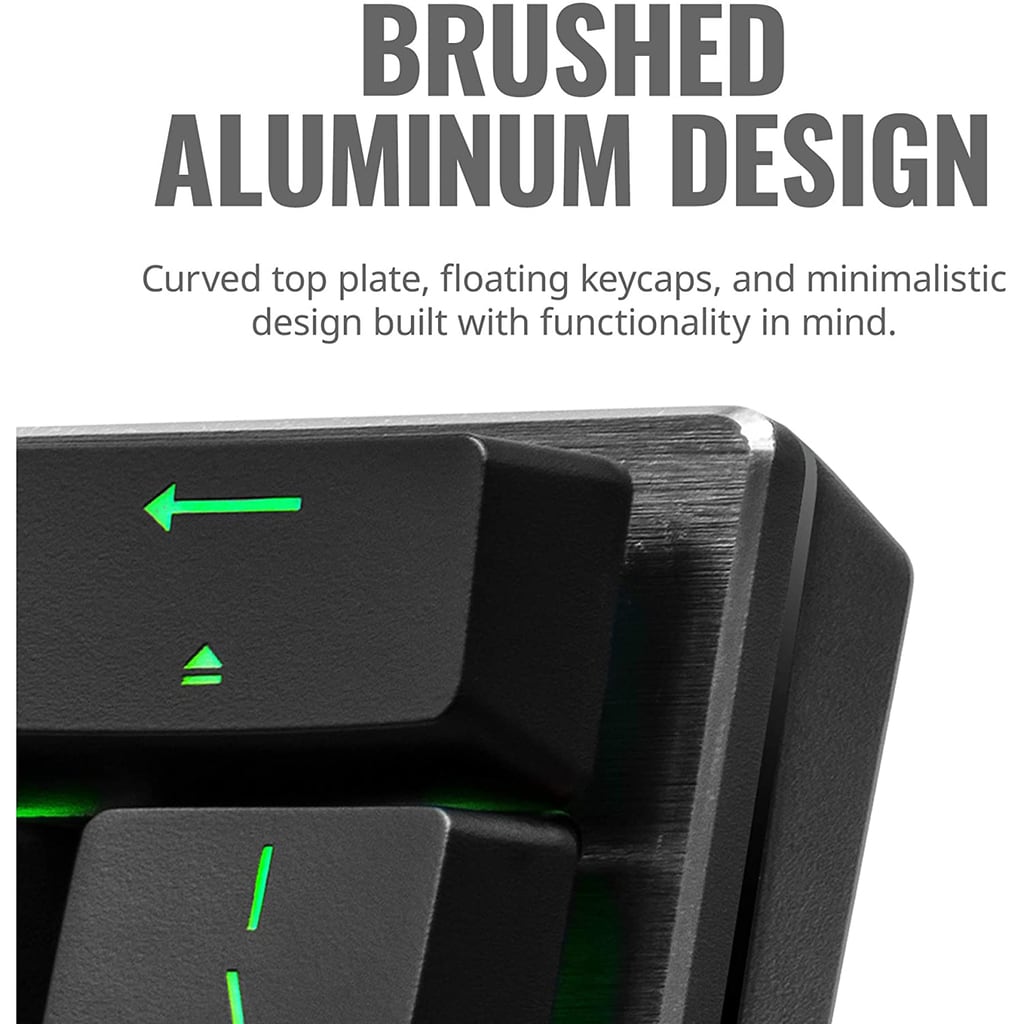 BRUSHED
ALUMINUM DESIGN
Curved top plate, floating keycaps, and minimalistic
design built with functionality in mind.